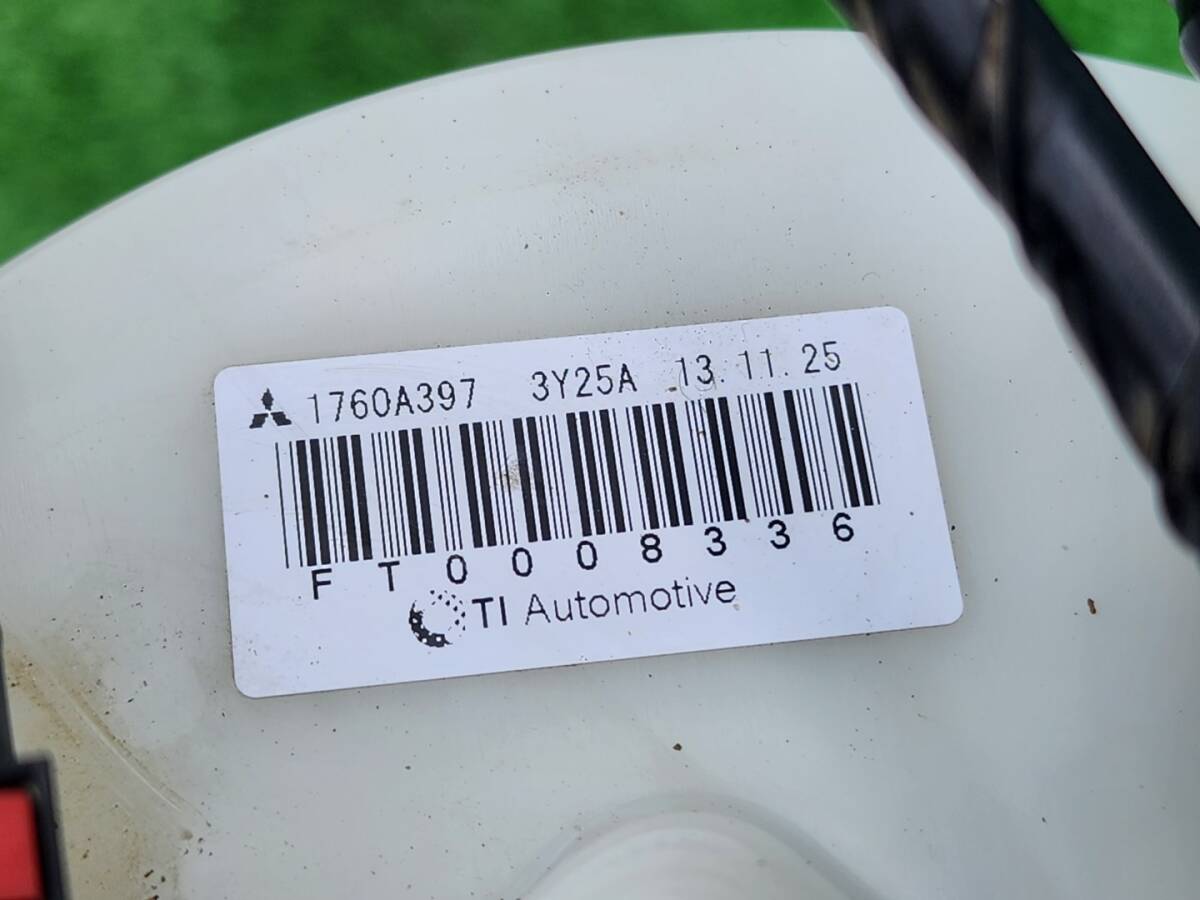 1760A397 3Y25A 13.11.25
FT0008336
TI Automotive